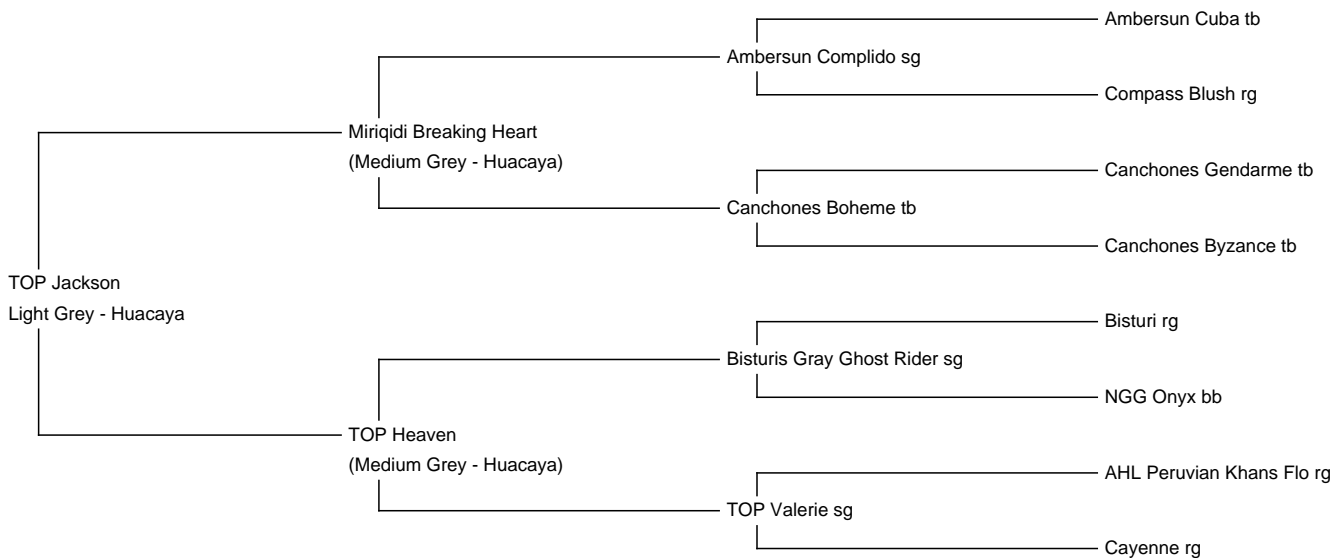 Ambersun Cuba tb
Ambersun Complido sg
Compass Blush rg
Miriqidi Breaking Heart
(Medium Grey - Huacaya)
Canchones Gendarme tb
Canchones Boheme tb
Canchones Byzance tb
TOP Jackson
Light Grey - Huacaya
Bisturi rg
Bisturis Gray Ghost Rider sg
NGG Onyx bb
TOP Heaven
(Medium Grey - Huacaya)
AHL Peruvian Khans Flo rg
TOP Valerie sg
Cayenne rg